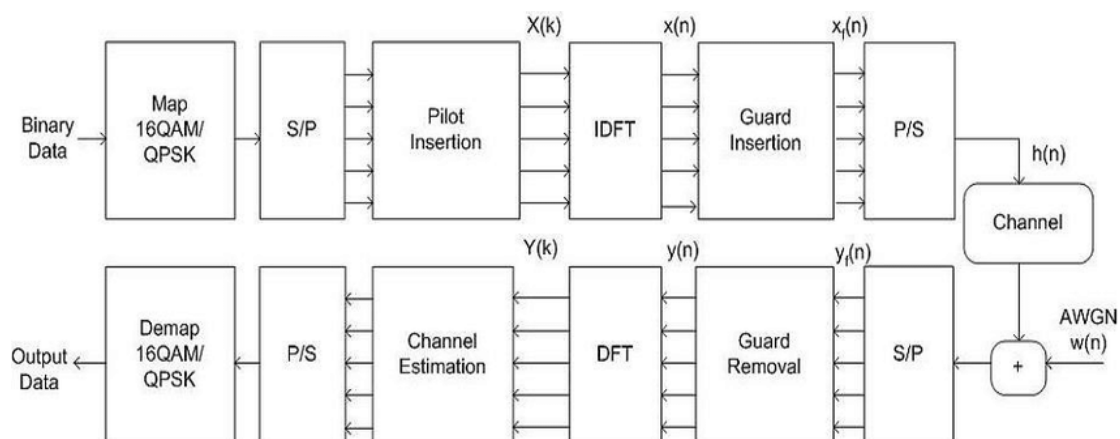 X(k)
x(n)
x_f(n)
Binary
Data
Map
16QAM/
QPSK
S/P
Pilot
Insertion
IDFT
Guard
Insertion
P/S
h(n)
Channel
Y(k)
y(n)
y_f(n)
Output
Data
Demap
16QAM/
QPSK
P/S
Channel
Estimation
DFT
Guard
Removal
S/P
+
AWGN
w(n)